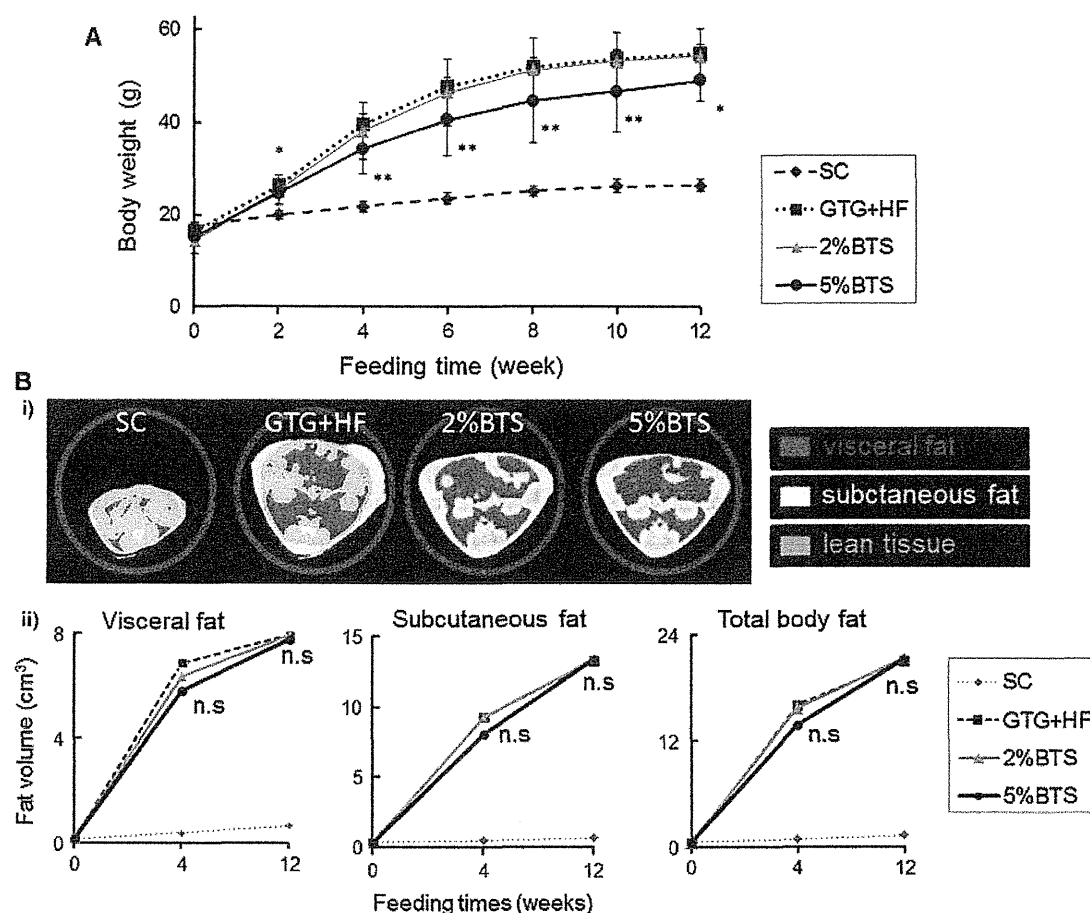 A
Body weight (g)
60
40
20
0
*
**
**
**
**
*
0 2 4 6 8 10 12
Feeding time (week)
SC
GTG+HF
2%BTS
5%BTS
B
i)
SC GTG+HF 2%BTS 5%BTS
visceral fat
subctaneous fat
lean tissue
ii)
Visceral fat
Subcutaneous fat
Total body fat
Fat volume (cm³)
8
4
0
n.s
n.s
0 4 12
15
10
5
0
n.s
n.s
0 4 12
24
12
0
n.s
n.s
0 4 12
Feeding times (weeks)
SC
GTG+HF
2%BTS
5%BTS